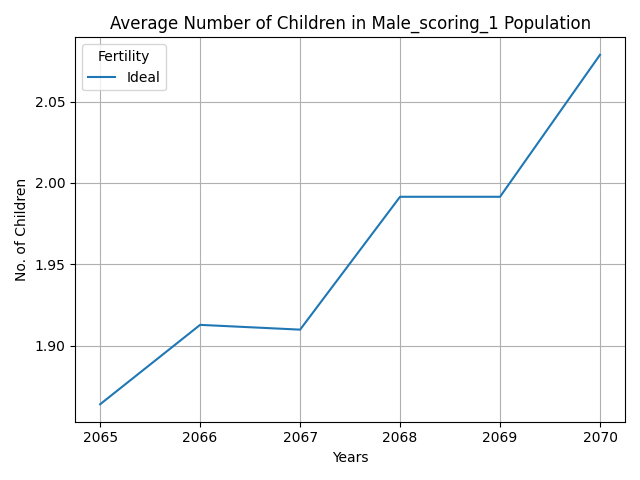 Average Number of Children in Male_scoring_1 Population
Fertility
Ideal
No. of Children
2.05
2.00
1.95
1.90
2065 2066 2067 2068 2069 2070
Years